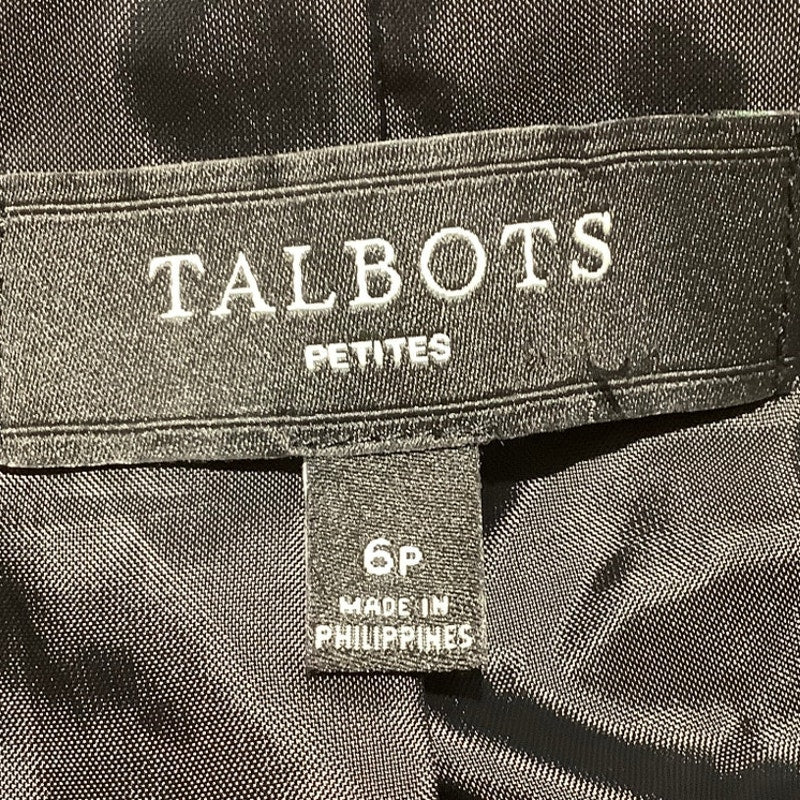 TALBOTS
PETITES
6P
MADE IN
PHILIPPINES